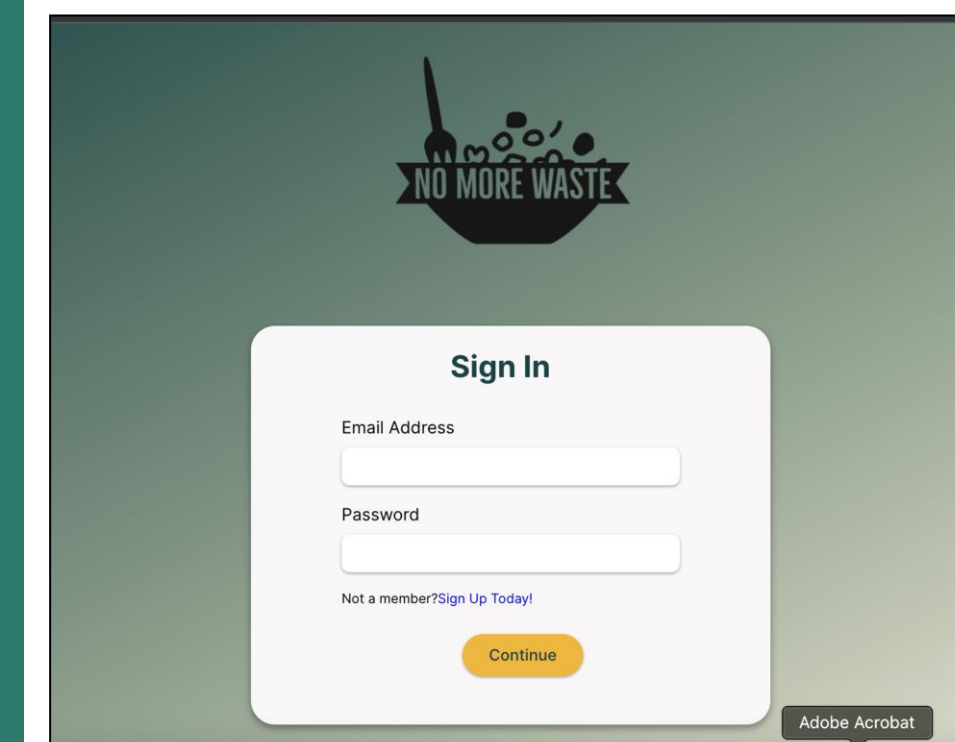 NO MORE WASTE
Sign In
Email Address
Password
Not a member?Sign Up Today!
Continue
Adobe Acrobat